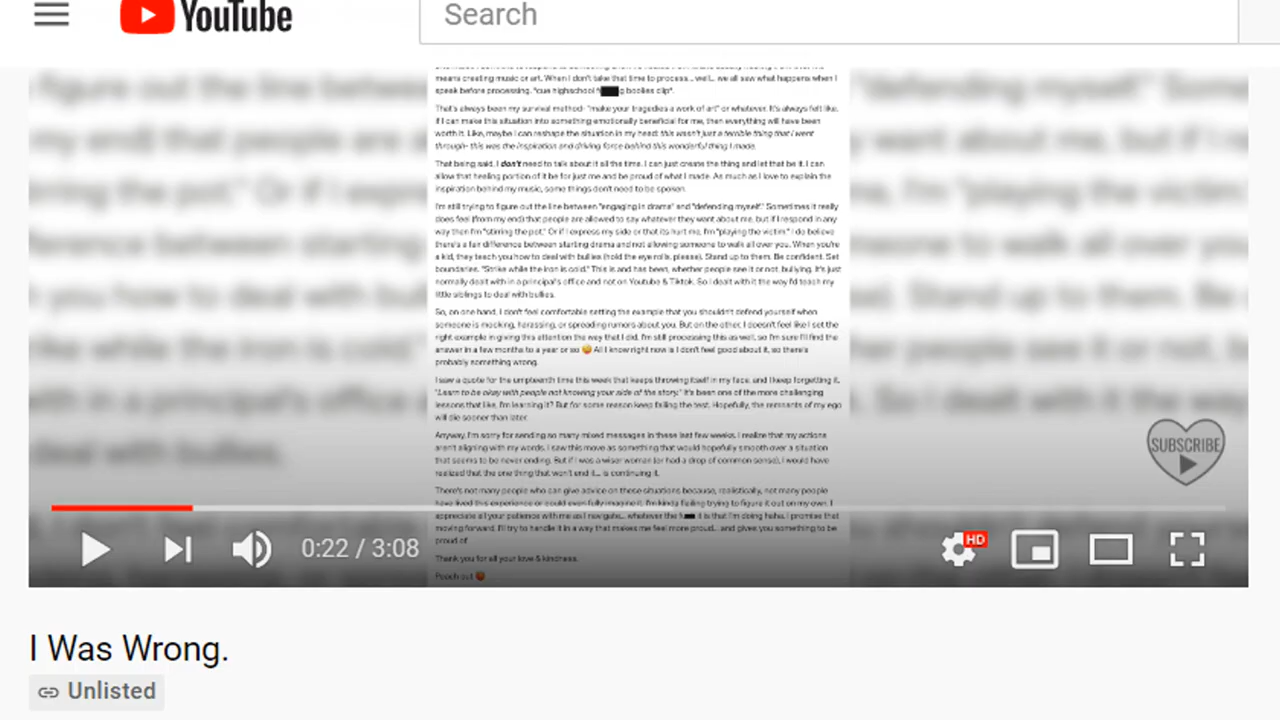 YouTube
Search
means creating music or art. When I don't take that time to process... well... we all saw what happens when I
speak before processing. *cue highschool f g boobies clip*.
That's always been my survival method- "make your tragedies a work of art" or whatever. It's always felt like,
if I can make this situation into something emotionally beneficial for me, then everything will have been
worth it. Like, maybe I can reshape the situation in my head: this wasn't just a terrible thing that I went
through- this was the inspiration and driving force behind this wonderful thing I made.
That being said, I don't need to talk about it all the time. I can just create the thing and let that be it. I can
allow that healing portion of it be for just me and be proud of what I made. As much as I love to explain the
inspiration behind my music, some things don't need to be spoken.
I'm still trying to figure out the line between "engaging in drama" and "defending myself." Sometimes it really
does feel (from my end) that people are allowed to say whatever they want about me, but if I respond in any
way then I'm "stirring the pot." Or if I express my side or that its hurt me, I'm "playing the victim." I do believe
there's a fair difference between starting drama and not allowing someone to walk all over you. When you're
a kid, they teach you how to deal with bullies (hold the eye rolls, please). Stand up to them. Be confident. Set
boundaries. "Strike while the iron is cold." This is and has been, whether people see it or not, bullying. It's just
normally dealt with in a principal's office and not on Youtube & Tiktok. So I dealt with it the way I'd teach my
little siblings to deal with bullies.
So, on one hand, I don't feel comfortable setting the example that you shouldn't defend yourself when
someone is mocking, harassing, or spreading rumors about you. But on the other, I doesn't feel like I set the
right example in giving this attention the way that I did. I'm still processing this as well, so I'm sure I'll find the
answer in a few months to a year or so 😅 All I know right now is I don't feel good about it, so there's
probably something wrong.
I saw a quote for the umpteenth time this week that keeps throwing itself in my face, and I keep forgetting it.
"Learn to be okay with people not knowing your side of the story." It's been one of the more challenging
lessons that like, I'm learning it? But for some reason keep failing the test. Hopefully, the remnants of my ego
will die sooner than later.
Anyway, I'm sorry for sending so many mixed messages in these last few weeks. I realize that my actions
aren't aligning with my words. I saw this move as something that would hopefully smooth over a situation
that seems to be never ending. But if I was a wiser woman (or had a drop of common sense), I would have
realized that the one thing that won't end it... is continuing it.
There's not many people who can give advice on these situations because, realistically, not many people
have lived this experience or could even fully imagine it. I'm kinda flailing trying to figure it out on my own. I
appreciate all your patience with me as I navigate... whatever the fu it is that I'm doing haha. I promise that
moving forward, I'll try to handle it in a way that makes me feel more proud... and gives you something to be
proud of
Thank you for all your love & kindness.
Peach out
SUBSCRIBE
0:22 / 3:08
HD
I Was Wrong.
Unlisted